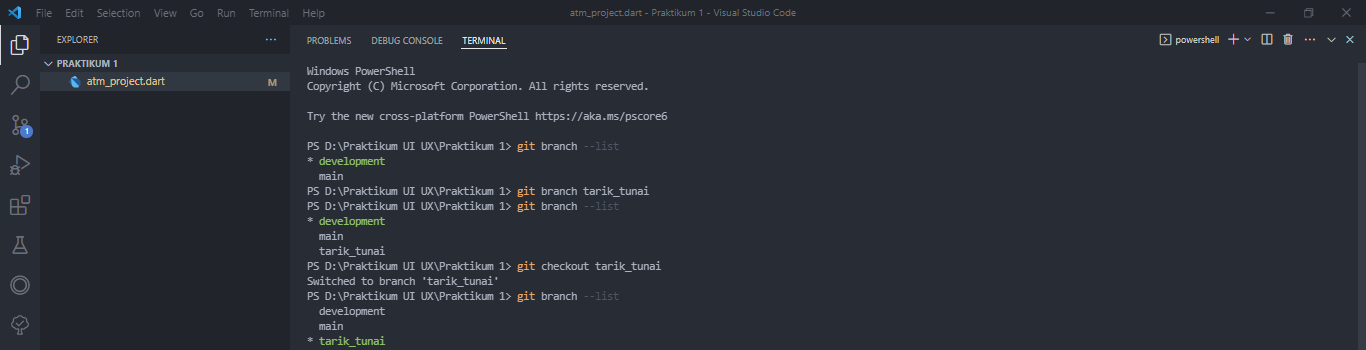 File Edit Selection View Go Run Terminal Help
atm_project.dart - Praktikum 1 - Visual Studio Code
EXPLORER
PRAKTIKUM 1
atm_project.dart M
1
PROBLEMS DEBUG CONSOLE TERMINAL
powershell
Windows PowerShell
Copyright (C) Microsoft Corporation. All rights reserved.
Try the new cross-platform PowerShell https://aka.ms/pscore6
PS D:\Praktikum UI UX\Praktikum 1> git branch --list
* development
main
PS D:\Praktikum UI UX\Praktikum 1> git branch tarik_tunai
PS D:\Praktikum UI UX\Praktikum 1> git branch --list
* development
main
tarik_tunai
PS D:\Praktikum UI UX\Praktikum 1> git checkout tarik_tunai
Switched to branch 'tarik_tunai'
PS D:\Praktikum UI UX\Praktikum 1> git branch --list
development
main
* tarik_tunai